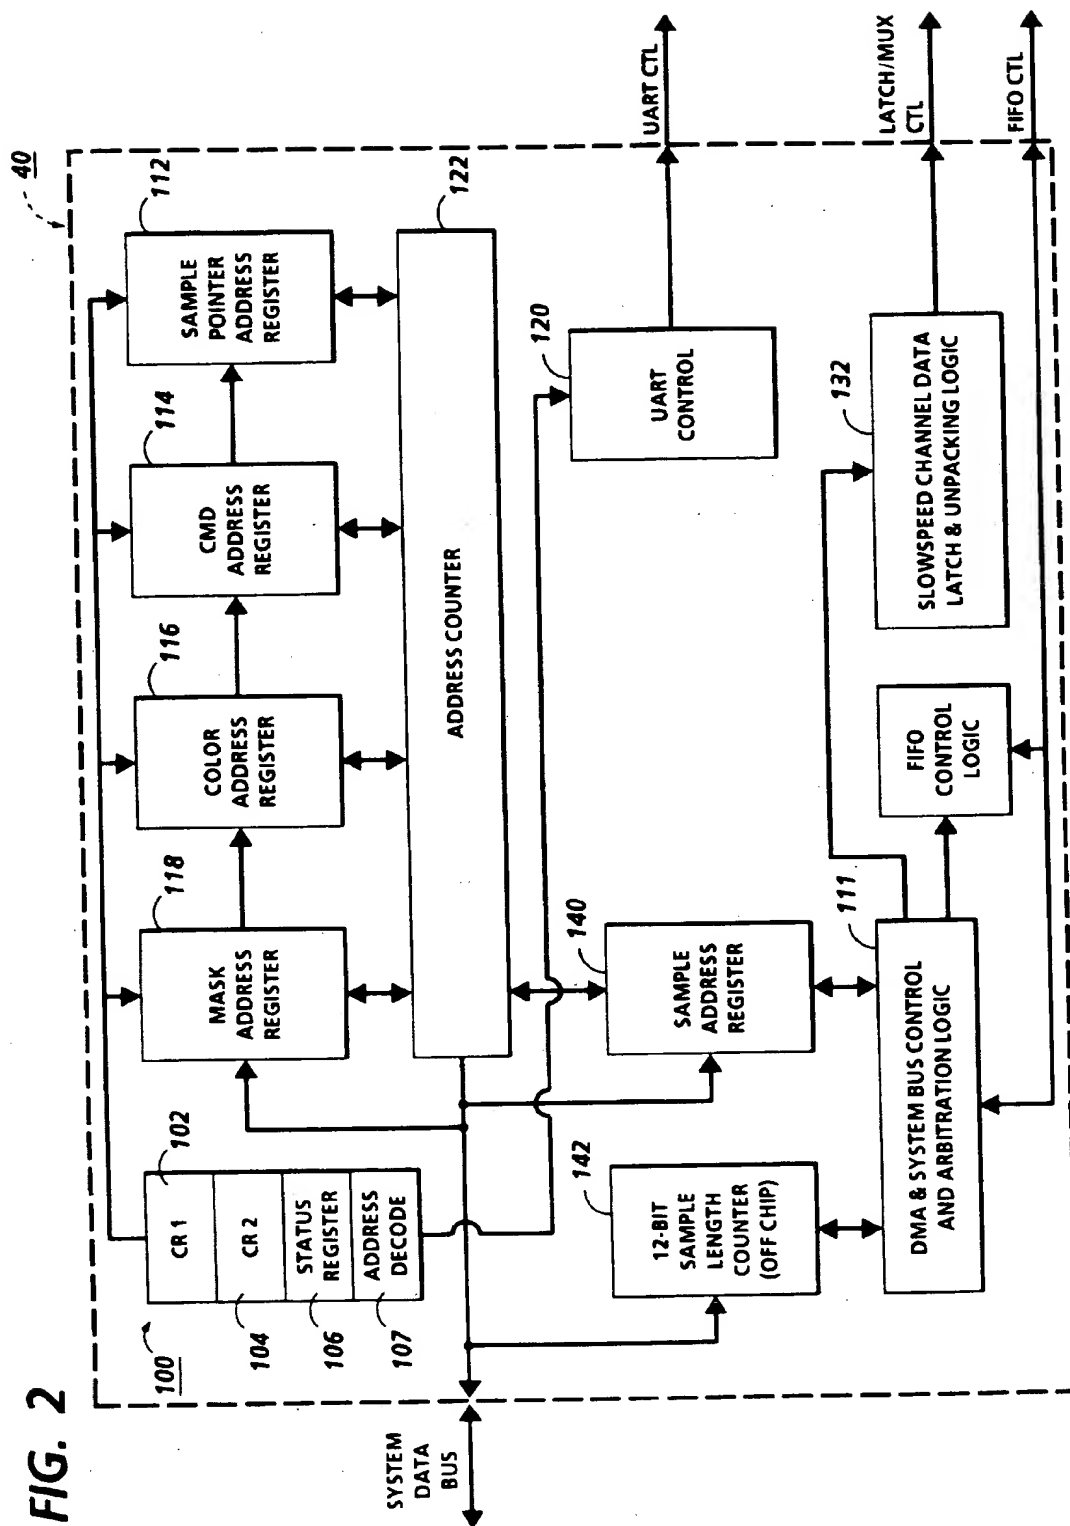 FIG. 2
40
100
102
CR 1
104
CR 2
106
STATUS
REGISTER
107
ADDRESS
DECODE
118
MASK
ADDRESS
REGISTER
116
COLOR
ADDRESS
REGISTER
114
CMD
ADDRESS
REGISTER
112
SAMPLE
POINTER
ADDRESS
REGISTER
122
ADDRESS COUNTER
SYSTEM
DATA
BUS
142
12-BIT
SAMPLE
LENGTH
COUNTER
(OFF CHIP)
140
SAMPLE
ADDRESS
REGISTER
120
UART
CONTROL
UART CTL
111
DMA & SYSTEM BUS CONTROL
AND ARBITRATION LOGIC
FIFO
CONTROL
LOGIC
132
SLOWSPEED CHANNEL DATA
LATCH & UNPACKING LOGIC
LATCH/MUX
CTL
FIFO CTL